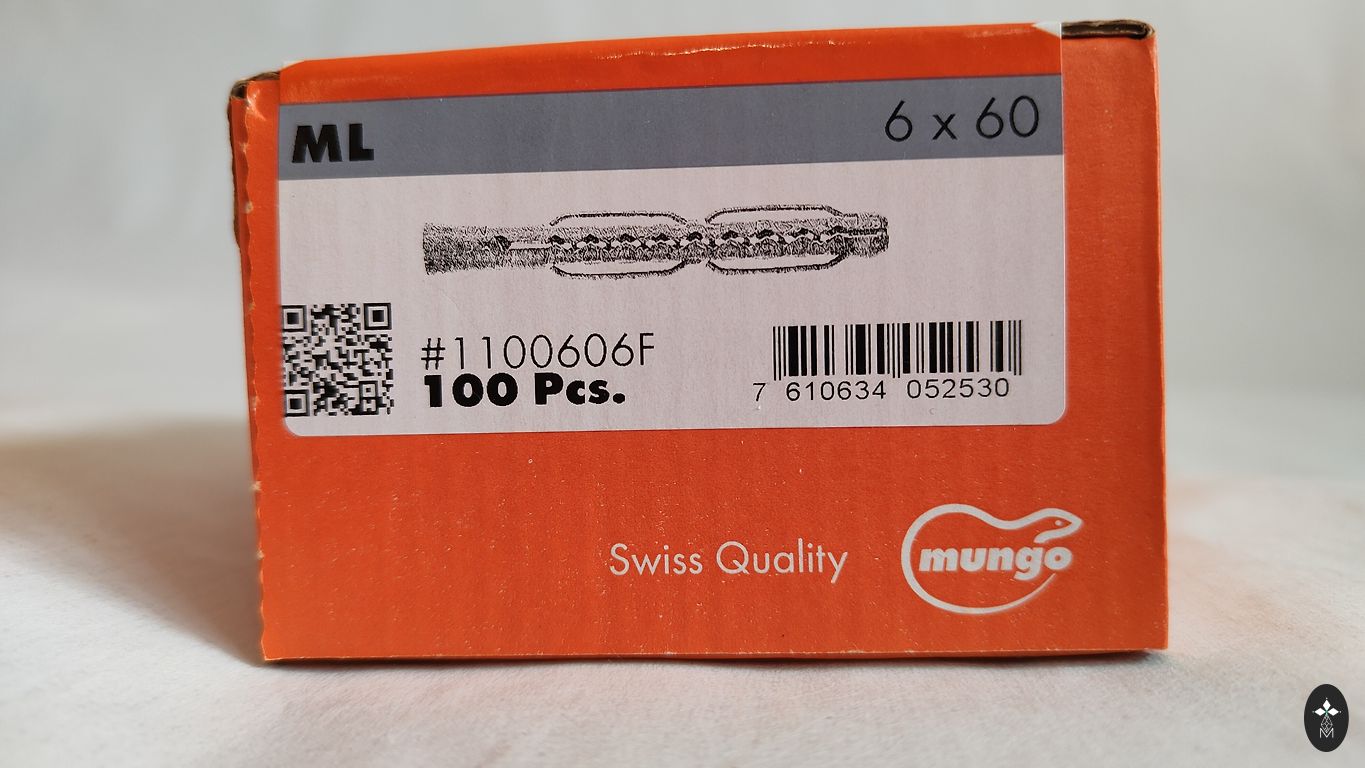 ML
6 x 60
#1100606F
100 Pcs.
7 610634 052530
Swiss Quality
mungo
M